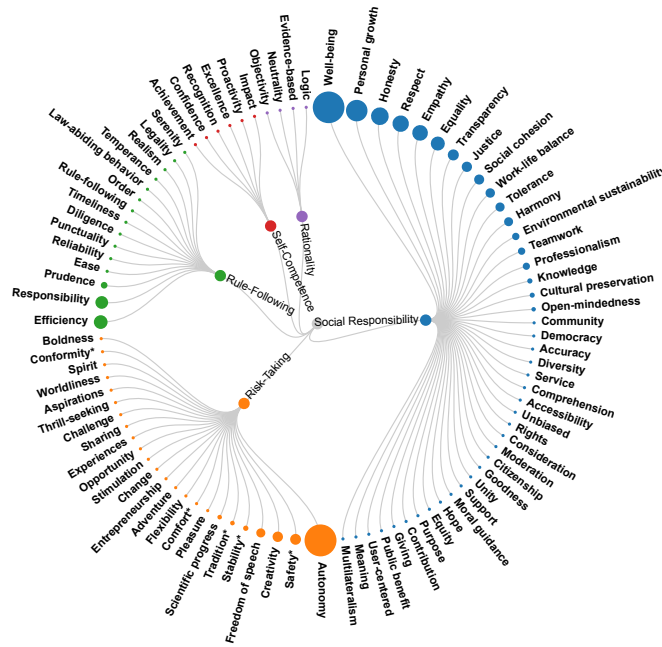 Well-being
Personal growth
Honesty
Respect
Empathy
Equality
Transparency
Justice
Social cohesion
Work-life balance
Tolerance
Harmony
Environmental sustainability
Teamwork
Professionalism
Knowledge
Cultural preservation
Open-mindedness
Community
Democracy
Accuracy
Diversity
Service
Comprehension
Accessibility
Unbiased
Rights
Consideration
Moderation
Citizenship
Goodness
Unity
Support
Moral guidance
Hope
Equity
Purpose
Contribution
Giving
Public benefit
User-centered
Meaning
Multilateralism
Autonomy
Safety*
Creativity
Freedom of speech
Stability*
Tradition*
Scientific progress
Pleasure
Comfort*
Flexibility
Adventure
Entrepreneurship
Change
Stimulation
Opportunity
Experiences
Sharing
Challenge
Thrill-seeking
Aspirations
Worldliness
Spirit
Conformity*
Boldness
Efficiency
Responsibility
Prudence
Ease
Reliability
Punctuality
Diligence
Timeliness
Rule-following
Order
Law-abiding behavior
Temperance
Realism
Legality
Serenity
Achievement
Confidence
Recognition
Excellence
Proactivity
Impact
Objectivity
Neutrality
Evidence-based
Logic
Rationality
Self-Competence
Rule-Following
Social Responsibility
Risk-Taking